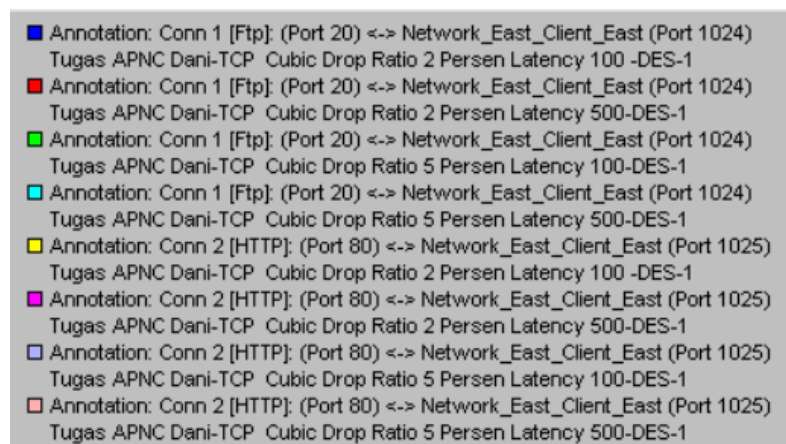 Annotation: Conn 1 [Ftp]: (Port 20) <-> Network_East_Client_East (Port 1024)
Tugas APNC Dani-TCP Cubic Drop Ratio 2 Persen Latency 100 -DES-1
Annotation: Conn 1 [Ftp]: (Port 20) <-> Network_East_Client_East (Port 1024)
Tugas APNC Dani-TCP Cubic Drop Ratio 2 Persen Latency 500-DES-1
Annotation: Conn 1 [Ftp]: (Port 20) <-> Network_East_Client_East (Port 1024)
Tugas APNC Dani-TCP Cubic Drop Ratio 5 Persen Latency 100-DES-1
Annotation: Conn 1 [Ftp]: (Port 20) <-> Network_East_Client_East (Port 1024)
Tugas APNC Dani-TCP Cubic Drop Ratio 5 Persen Latency 500-DES-1
Annotation: Conn 2 [HTTP]: (Port 80) <-> Network_East_Client_East (Port 1025)
Tugas APNC Dani-TCP Cubic Drop Ratio 2 Persen Latency 100 -DES-1
Annotation: Conn 2 [HTTP]: (Port 80) <-> Network_East_Client_East (Port 1025)
Tugas APNC Dani-TCP Cubic Drop Ratio 2 Persen Latency 500-DES-1
Annotation: Conn 2 [HTTP]: (Port 80) <-> Network_East_Client_East (Port 1025)
Tugas APNC Dani-TCP Cubic Drop Ratio 5 Persen Latency 100-DES-1
Annotation: Conn 2 [HTTP]: (Port 80) <-> Network_East_Client_East (Port 1025)
Tugas APNC Dani-TCP Cubic Drop Ratio 5 Persen Latency 500-DES-1